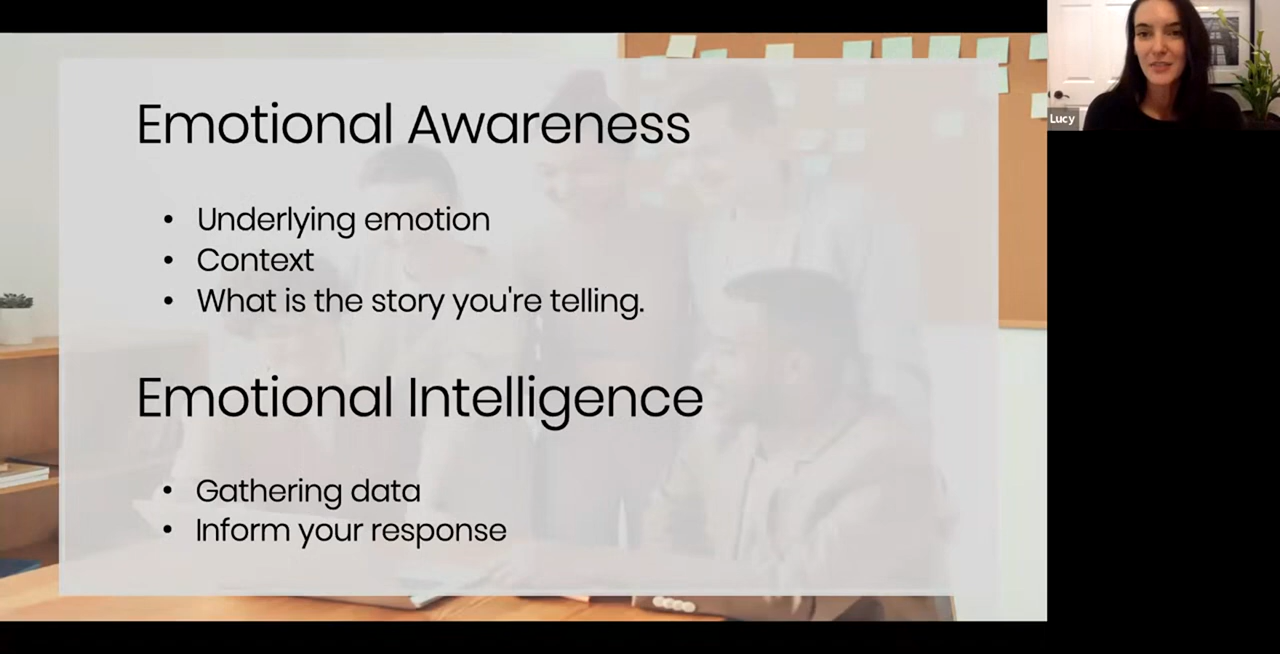 Emotional Awareness
• Underlying emotion
• Context
• What is the story you're telling.
Emotional Intelligence
• Gathering data
• Inform your response
Lucy